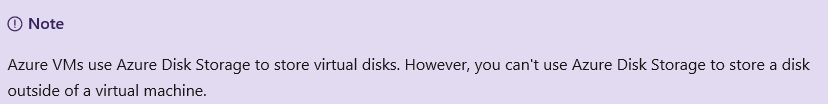 Note
Azure VMs use Azure Disk Storage to store virtual disks. However, you can't use Azure Disk Storage to store a disk
outside of a virtual machine.